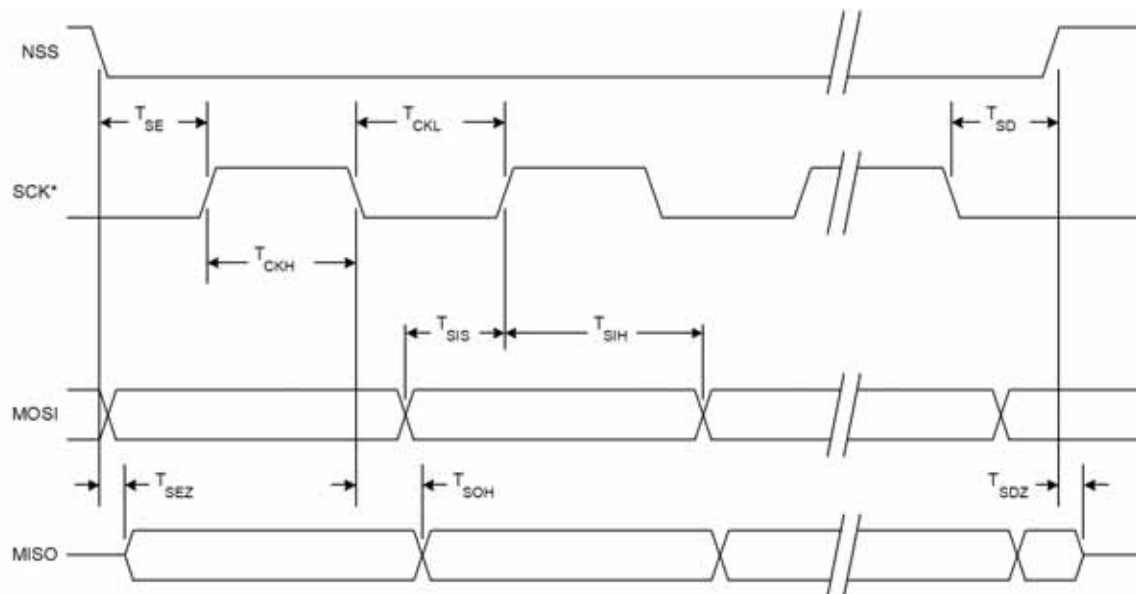 NSS
T_SE
T_CKL
T_SD
SCK*
T_CKH
T_SIS
T_SIH
MOSI
T_SEZ
T_SOH
T_SDZ
MISO